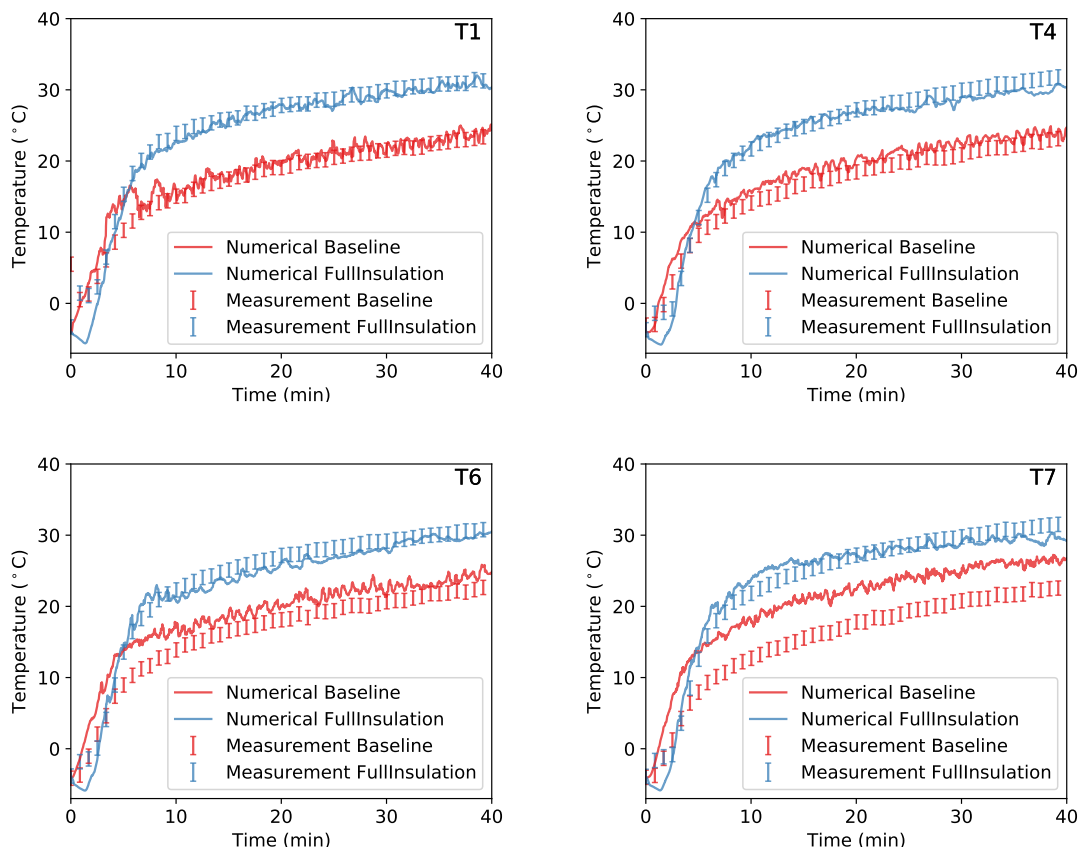 T1
40
30
20
10
0
Temperature (°C)
Numerical Baseline
Numerical FullInsulation
Measurement Baseline
Measurement FullInsulation
0 10 20 30 40
Time (min)
T4
40
30
20
10
0
Temperature (°C)
Numerical Baseline
Numerical FullInsulation
Measurement Baseline
Measurement FullInsulation
0 10 20 30 40
Time (min)
T6
40
30
20
10
0
Temperature (°C)
Numerical Baseline
Numerical FullInsulation
Measurement Baseline
Measurement FullInsulation
0 10 20 30 40
Time (min)
T7
40
30
20
10
0
Temperature (°C)
Numerical Baseline
Numerical FullInsulation
Measurement Baseline
Measurement FullInsulation
0 10 20 30 40
Time (min)